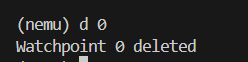 (nemu) d 0
Watchpoint 0 deleted